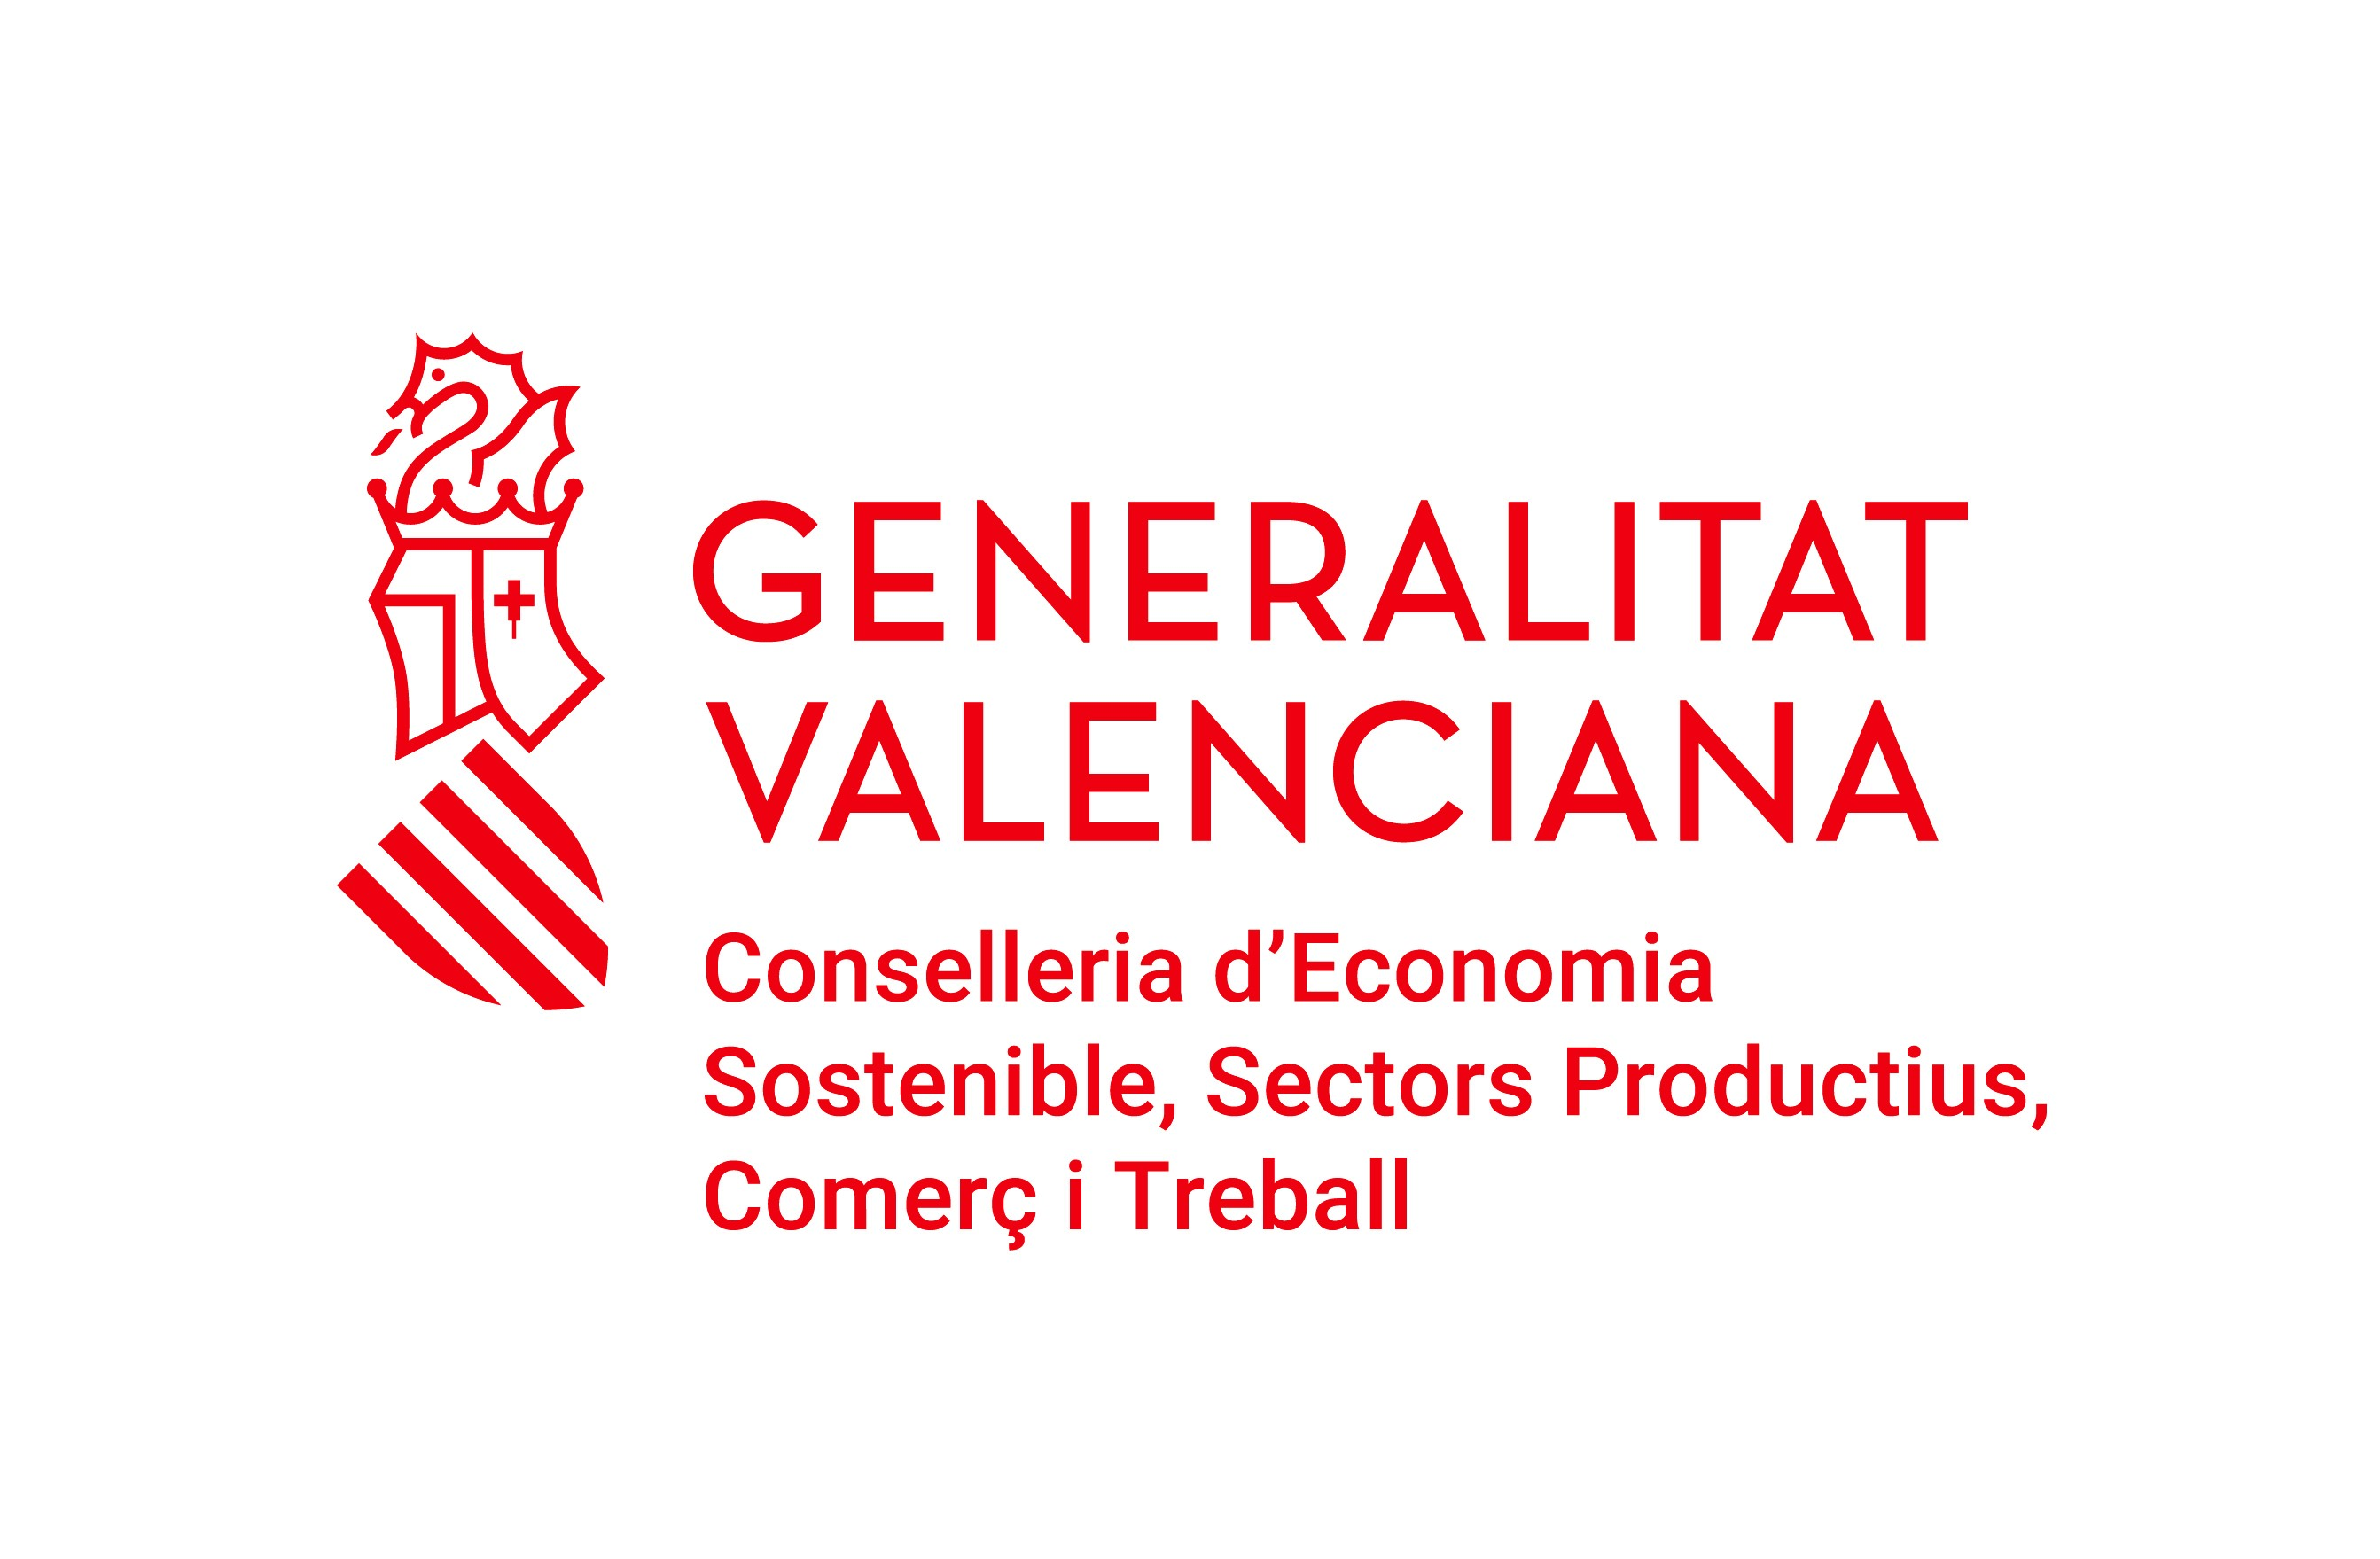 GENERALITAT
VALENCIANA
Conselleria d’Economia
Sostenible, Sectors Productius,
Comerç i Treball